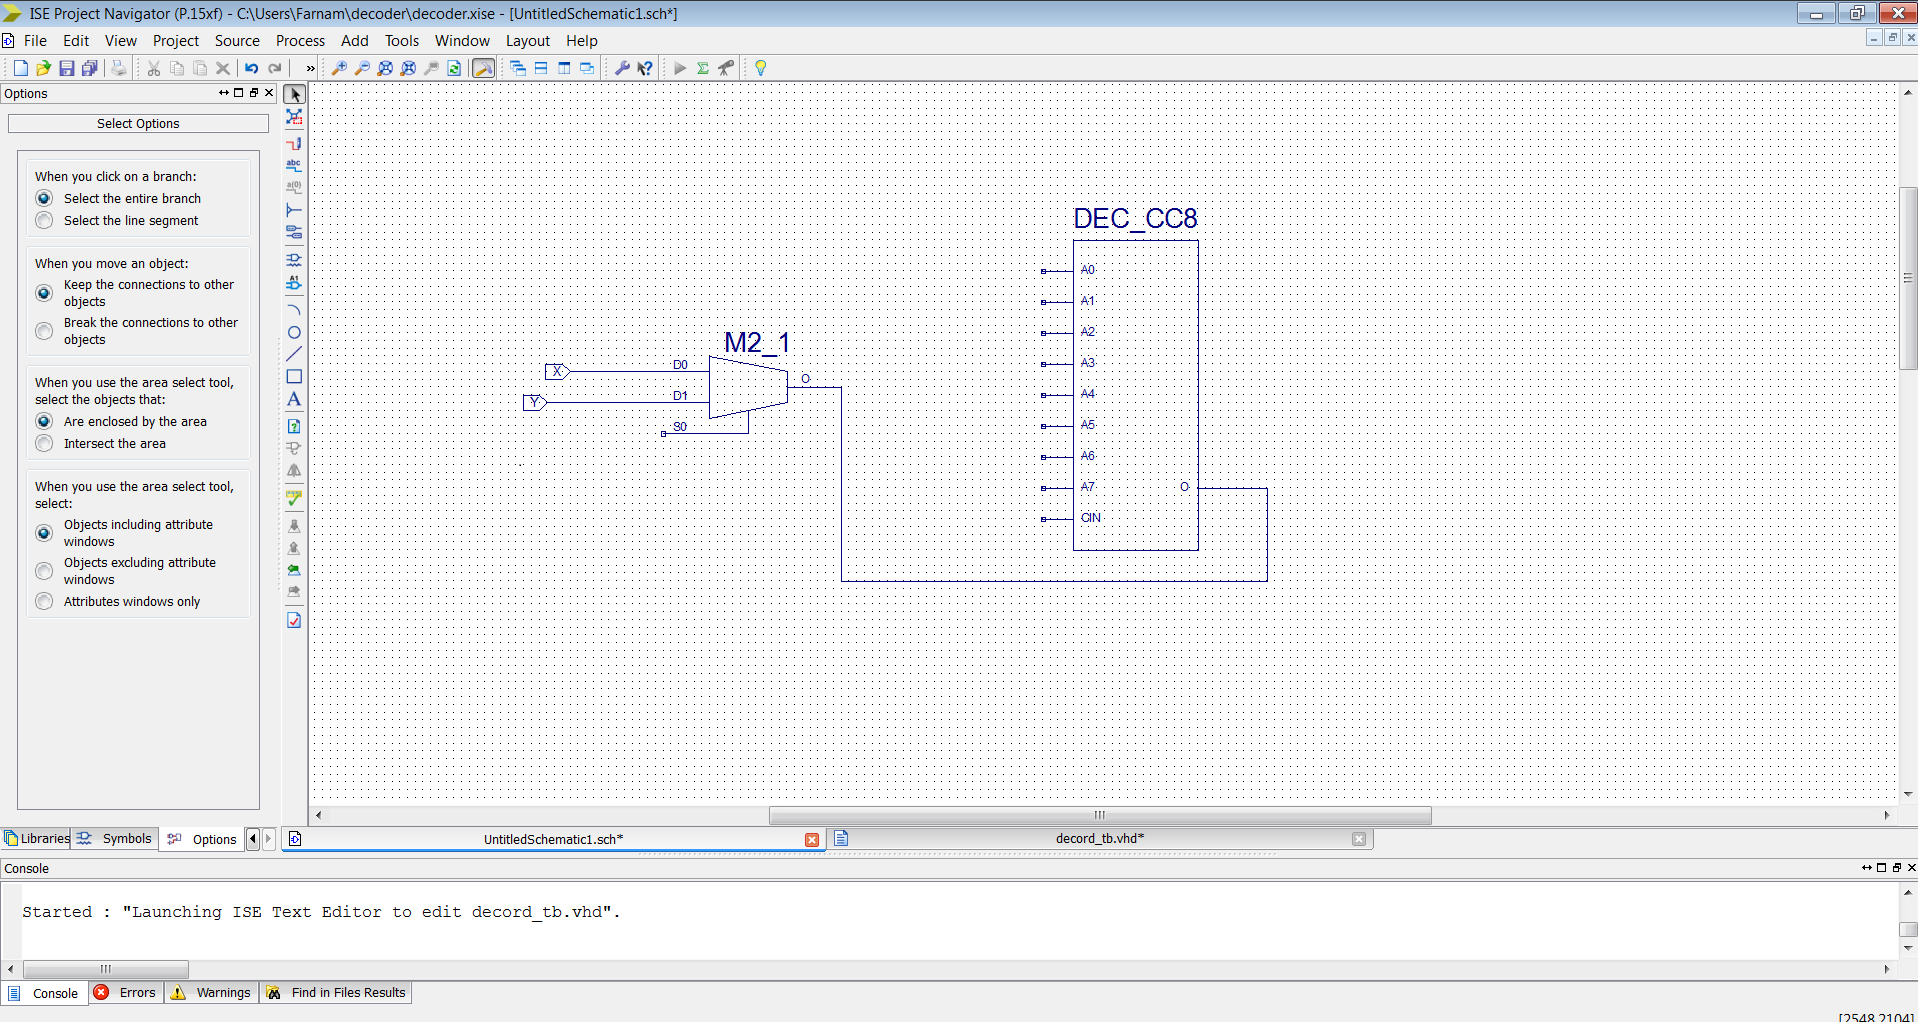 ISE Project Navigator (P.15xf) - C:\Users\Farnam\decoder\decoder.xise - [UntitledSchematic1.sch*]
File Edit View Project Source Process Add Tools Window Layout Help
»
Options
Select Options
When you click on a branch:
Select the entire branch
Select the line segment
When you move an object:
Keep the connections to other
objects
Break the connections to other
objects
When you use the area select tool,
select the objects that:
Are enclosed by the area
Intersect the area
When you use the area select tool,
select:
Objects including attribute
windows
Objects excluding attribute
windows
Attributes windows only
abc
a(0)
A1
A
DEC_CC8
A0
A1
A2
A3
A4
A5
A6
A7 O
CIN
M2_1
X D0
O
Y D1
S0
Libraries Symbols Options
UntitledSchematic1.sch* decord_tb.vhd*
Console
Started : "Launching ISE Text Editor to edit decord_tb.vhd".
Console Errors Warnings Find in Files Results
[2548,2104]